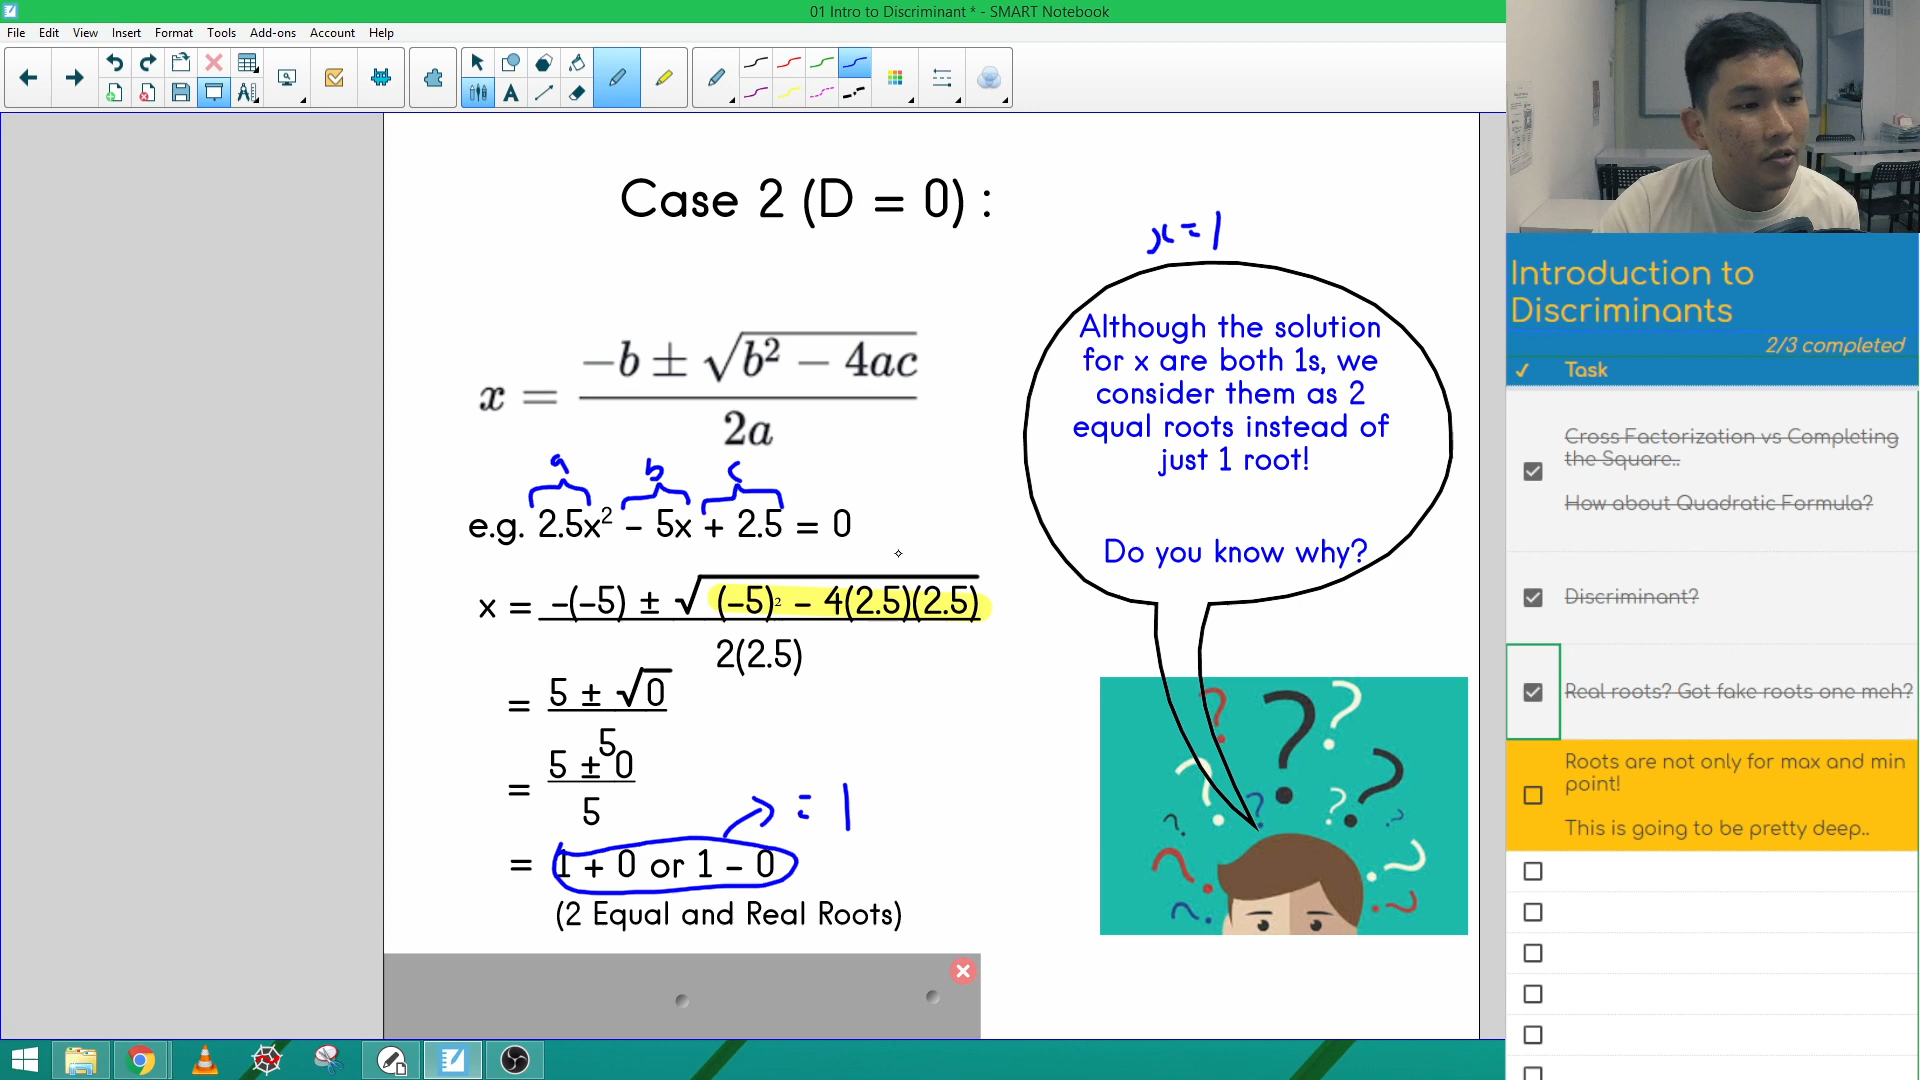 01 Intro to Discriminant * - SMART Notebook
File Edit View Insert Format Tools Add-ons Account Help
Case 2 (D = 0) :
x = 1
x = −b ± √b² − 4ac
2a
a b c
e.g. 2.5x² − 5x + 2.5 = 0
x = −(−5) ± √(−5)² − 4(2.5)(2.5)
2(2.5)
= 5 ± √0
5
= 5 ± 0
5
= 1 + 0 or 1 − 0
= 1
(2 Equal and Real Roots)
Although the solution
for x are both 1s, we
consider them as 2
equal roots instead of
just 1 root!
Do you know why?
Introduction to
Discriminants
2/3 completed
✓ Task
Cross Factorization vs Completing
the Square..
How about Quadratic Formula?
Discriminant?
Real roots? Got fake roots one meh?
Roots are not only for max and min
point!
This is going to be pretty deep..